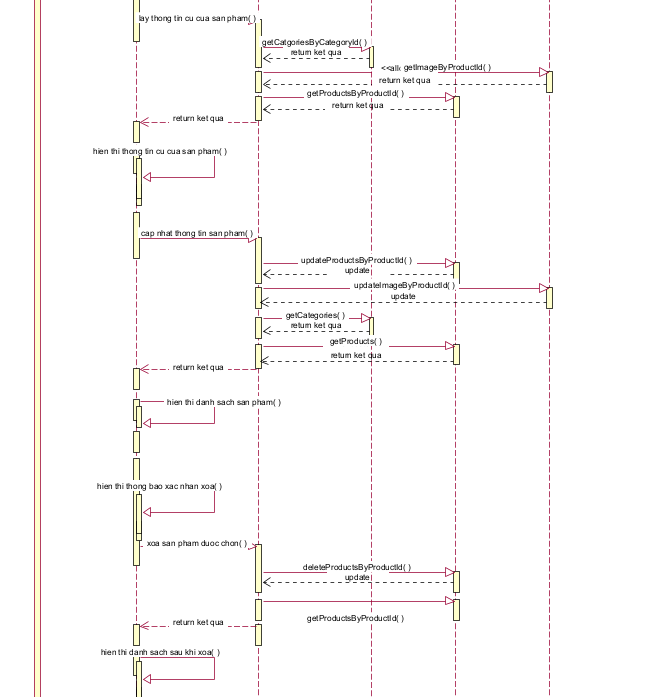 lay thong tin cu cua san pham( )
getCatgoriesByCategoryId( )
return ket qua
<<all getImageByProductId( )
return ket qua
getProductsByProductId( )
return ket qua
return ket qua
hien thi thong tin cu cua san pham( )
cap nhat thong tin san pham( )
updateProductsByProductId( )
update
updateImageByProductId( )
update
getCategories( )
return ket qua
getProducts( )
return ket qua
return ket qua
hien thi danh sach san pham( )
hien thi thong bao xac nhan xoa( )
xoa san pham duoc chon( )
deleteProductsByProductId( )
update
getProductsByProductId( )
return ket qua
hien thi danh sach sau khi xoa( )